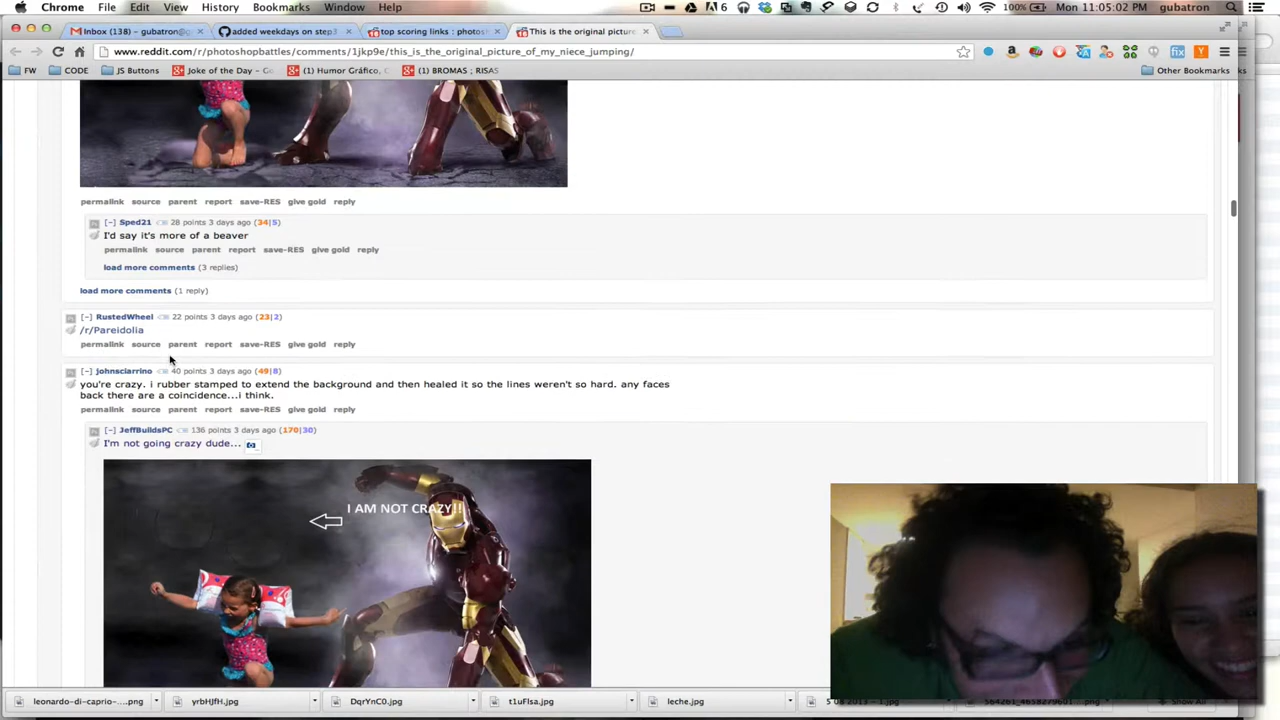 Chrome File Edit View History Bookmarks Window Help 6 100% Mon 11:05:02 gubatron
Inbox (138) – gubatron@g added weekdays on step3 top scoring links : photos This is the original picture
www.reddit.com/r/photoshopbattles/comments/1jkp9e/this_is_the_original_picture_of_my_niece_jumping/
FW CODE JS Buttons Joke of the Day – Go (1) Humor Gráfico, C (1) BROMAS ; RISAS Other Bookmarks
permalink source parent report save-RES give gold reply
[–] Sped21 28 points 3 days ago (34|5)
I'd say it's more of a beaver
permalink source parent report save-RES give gold reply
load more comments (3 replies)
load more comments (1 reply)
[–] RustedWheel 22 points 3 days ago (23|2)
/r/Pareidolia
permalink source parent report save-RES give gold reply
[–] johnsciarrino 40 points 3 days ago (49|8)
you're crazy. i rubber stamped to extend the background and then healed it so the lines weren't so hard. any faces
back there are a coincidence...i think.
permalink source parent report save-RES give gold reply
[–] JeffBuildsPC 136 points 3 days ago (170|30)
I'm not going crazy dude...
I AM NOT CRAZY!!
leonardo-di-caprio-....png yrbHJfH.jpg DqrYnC0.jpg t1uFlsa.jpg leche.jpg